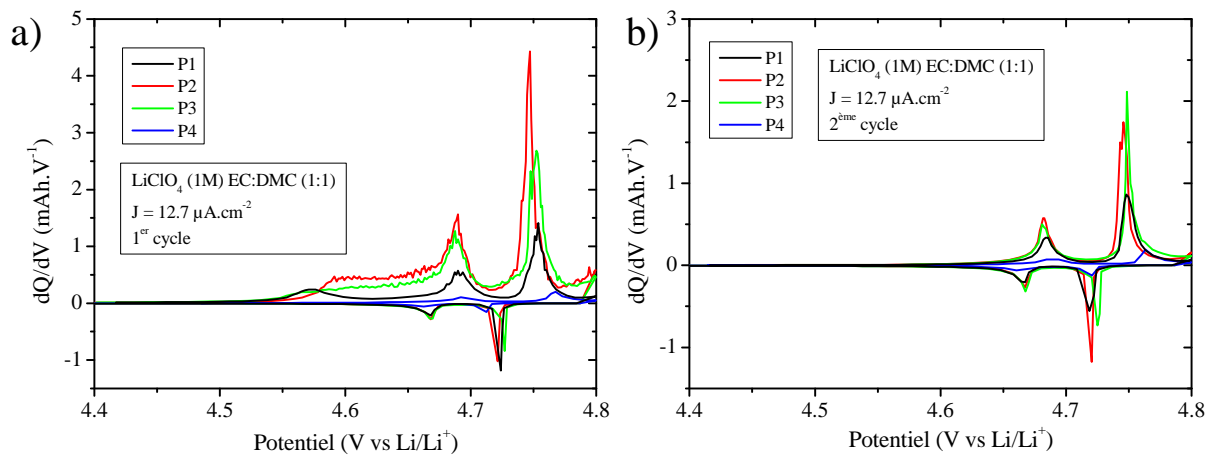 a)
5
4
3
2
1
0
-1
dQ/dV (mAh.V⁻¹)
P1
P2
P3
P4
LiClO₄ (1M) EC:DMC (1:1)
J = 12.7 µA.cm⁻²
1ᵉʳ cycle
4.4 4.5 4.6 4.7 4.8
Potentiel (V vs Li/Li⁺)
b)
3
2
1
0
-1
dQ/dV (mAh.V⁻¹)
P1
P2
P3
P4
LiClO₄ (1M) EC:DMC (1:1)
J = 12.7 µA.cm⁻²
2ᵉ̀ᵐᵉ cycle
4.4 4.5 4.6 4.7 4.8
Potentiel (V vs Li/Li⁺)